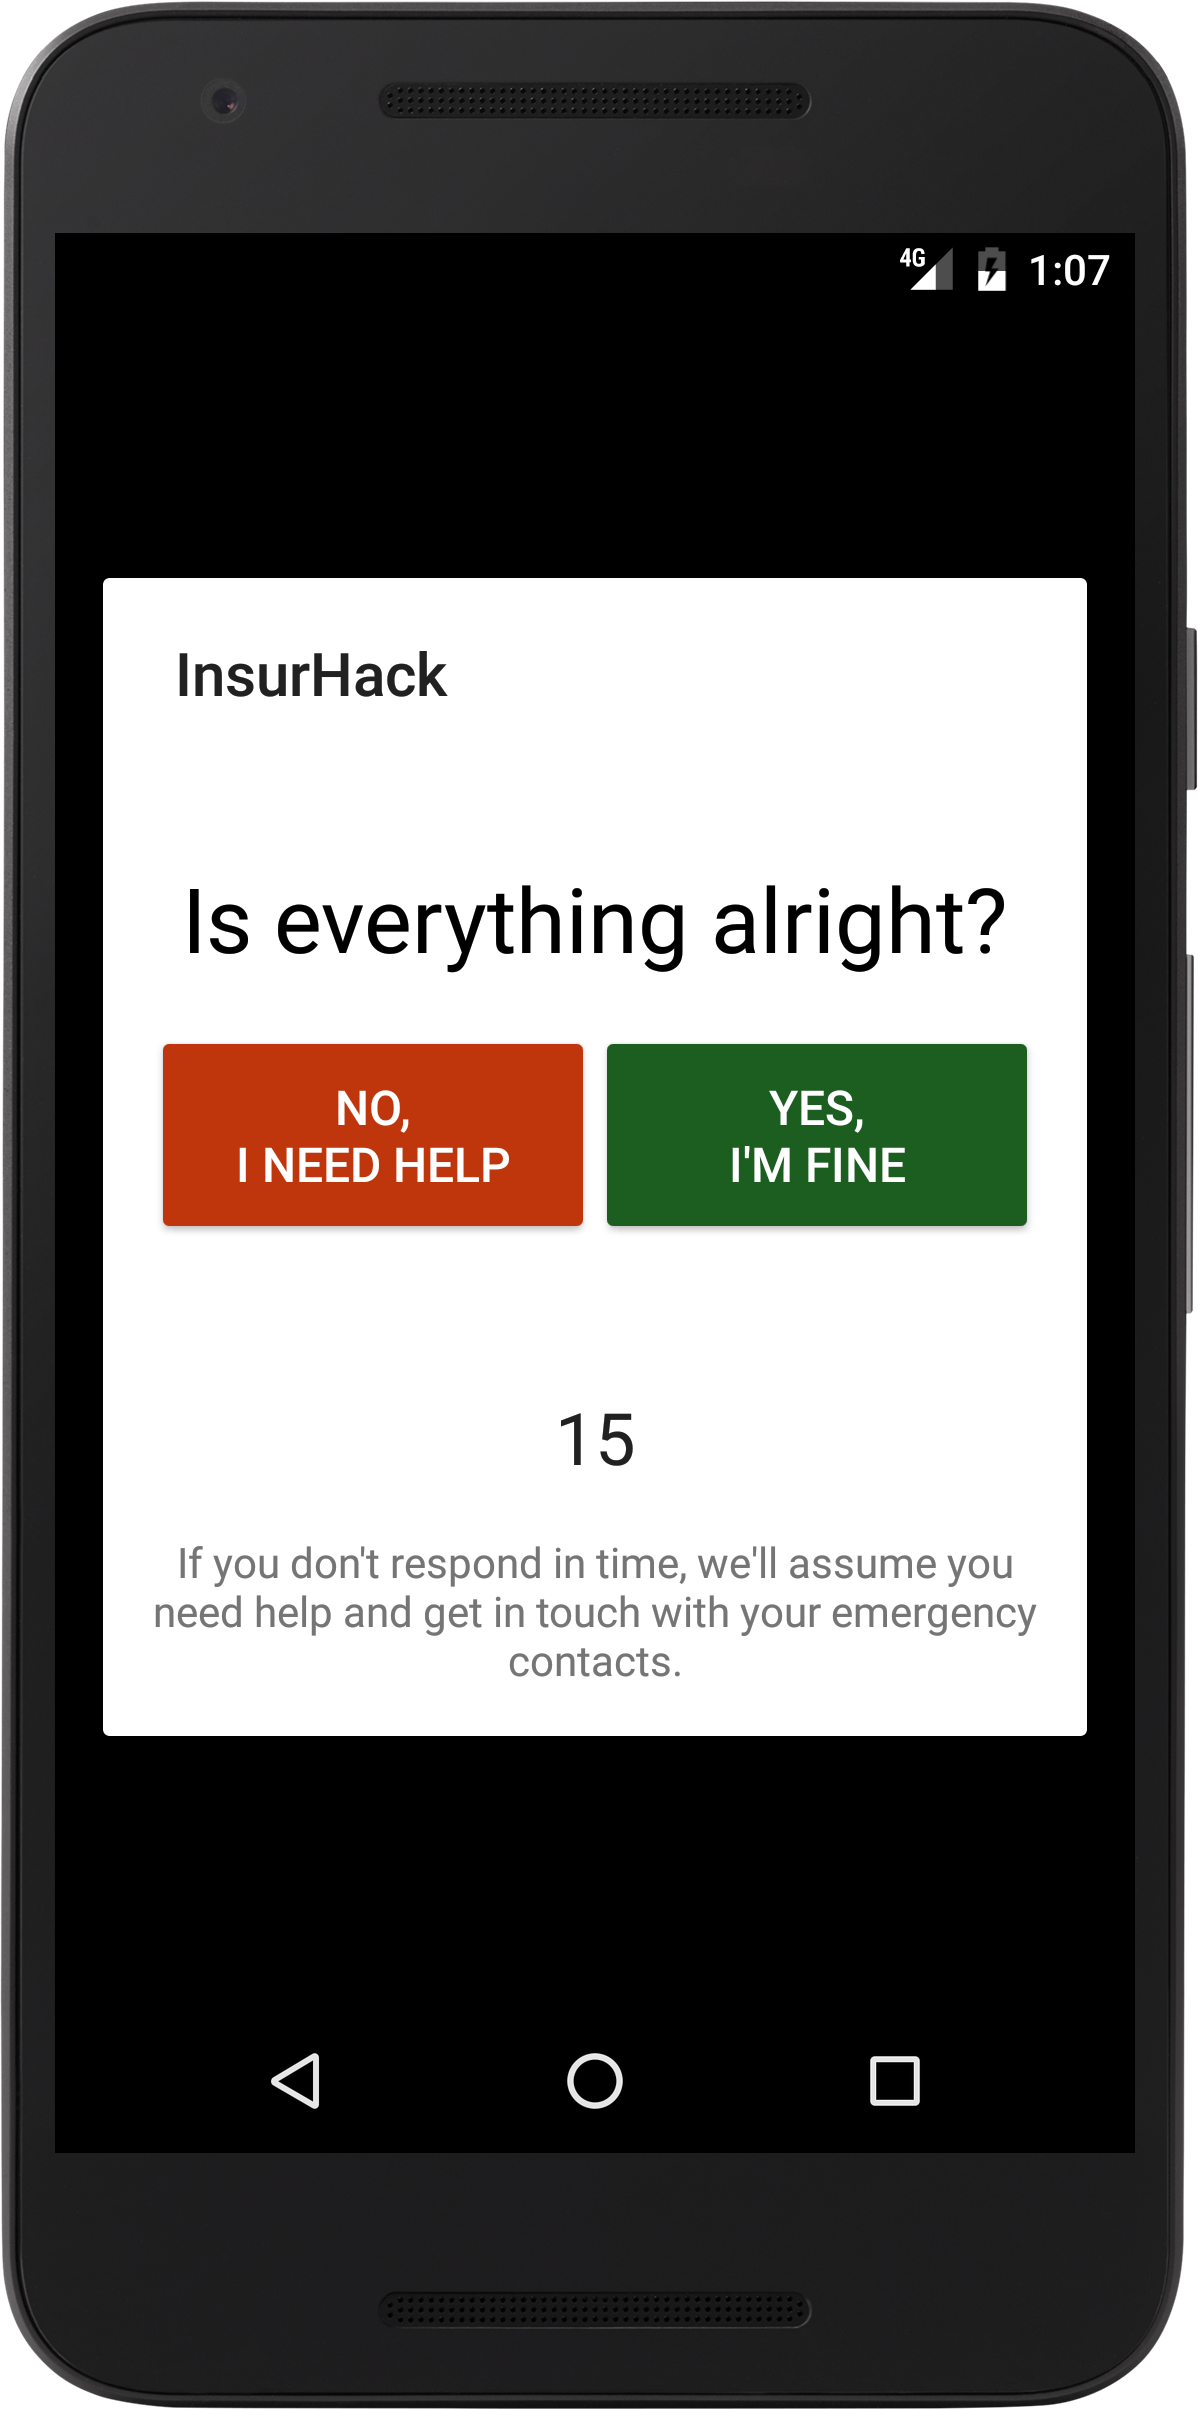 4G 1:07
InsurHack
Is everything alright?
NO,
I NEED HELP
YES,
I'M FINE
15
If you don't respond in time, we'll assume you
need help and get in touch with your emergency
contacts.